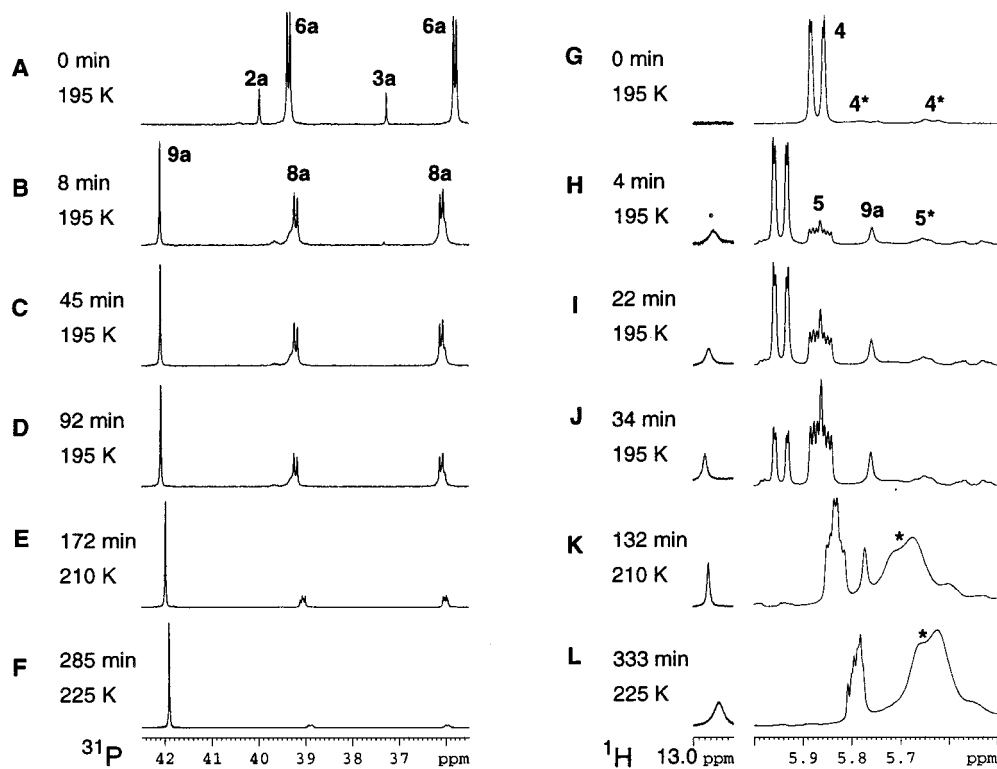 A
0 min
195 K
2a
6a
3a
6a
B
8 min
195 K
9a
8a
8a
C
45 min
195 K
D
92 min
195 K
E
172 min
210 K
F
285 min
225 K
31P
42 41 40 39 38 37 ppm
G
0 min
195 K
4
4*
4*
H
4 min
195 K
5
9a
5*
I
22 min
195 K
J
34 min
195 K
K
132 min
210 K
*
L
333 min
225 K
*
1H
13.0 ppm
5.9 5.8 5.7 ppm